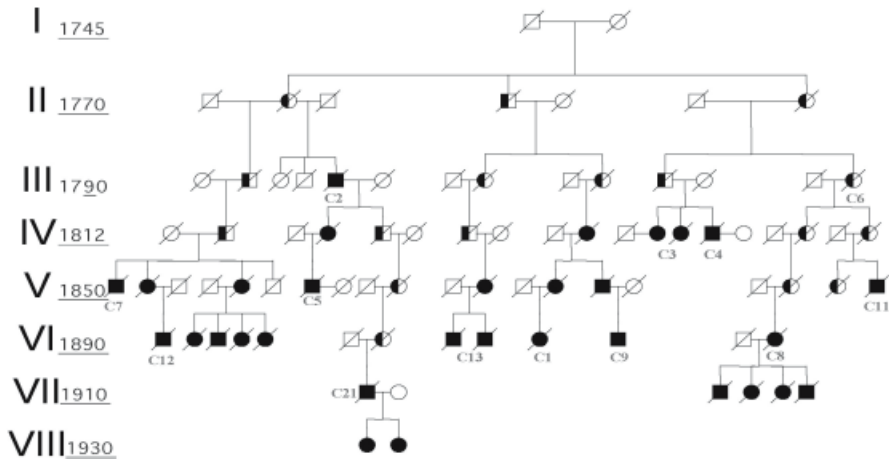 I 1745
II 1770
III 1790
C2 C6
IV 1812
C3 C4
V 1850
C7 C5 C11
VI 1890
C12 C13 C1 C9 C8
VII 1910 C21
VIII 1930